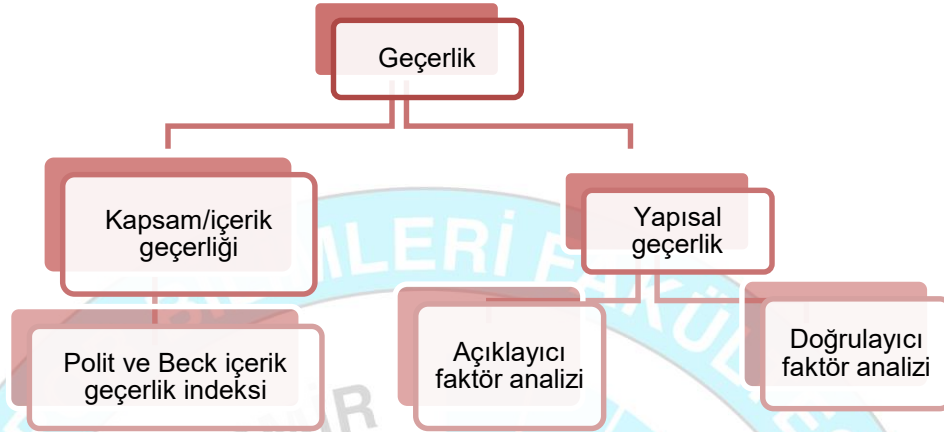 Geçerlik
Kapsam/içerik
geçerliği
Yapısal
geçerlik
Polit ve Beck içerik
geçerlik indeksi
Açıklayıcı
faktör analizi
Doğrulayıcı
faktör analizi